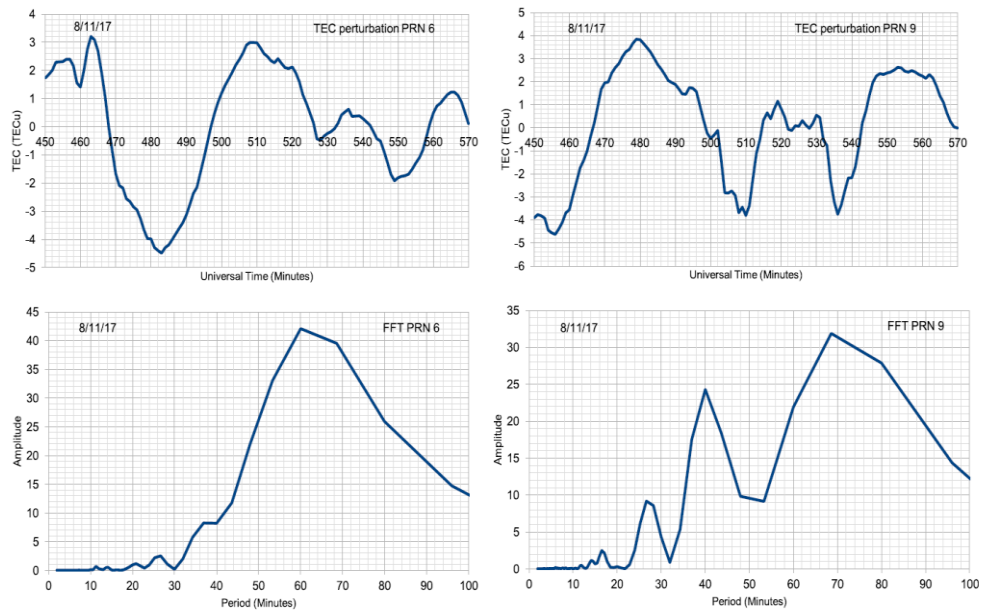 8/11/17 TEC perturbation PRN 6
4
3
2
1
0
-1
-2
-3
-4
-5
TEC (TECu)
450 460 470 480 490 500 510 520 530 540 550 560 570
Universal Time (Minutes)
8/11/17 TEC perturbation PRN 9
5
4
3
2
1
0
-1
-2
-3
-4
-5
-6
TEC (TECu)
450 460 470 480 490 500 510 520 530 540 550 560 570
Universal Time (Minutes)
8/11/17 FFT PRN 6
45
40
35
30
25
20
15
10
5
0
Amplitude
0 10 20 30 40 50 60 70 80 90 100
Period (Minutes)
8/11/17 FFT PRN 9
35
30
25
20
15
10
5
0
Amplitude
0 10 20 30 40 50 60 70 80 90 100
Period (Minutes)